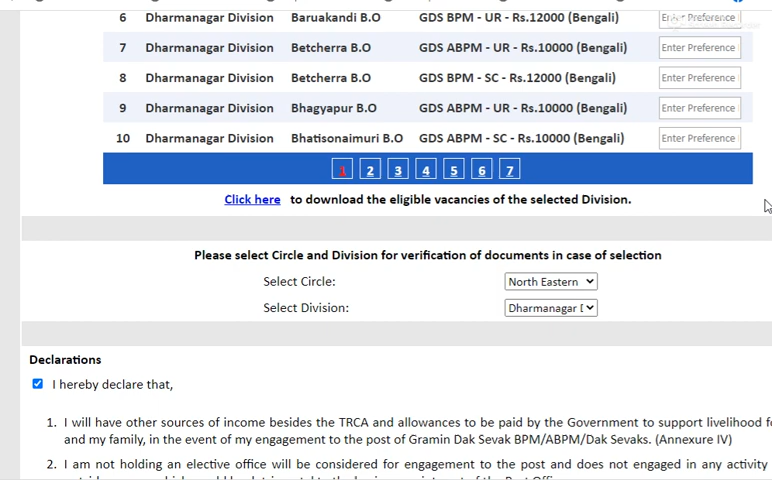 6 Dharmanagar Division Baruakandi B.O GDS BPM - UR - Rs.12000 (Bengali) Enter Preference
7 Dharmanagar Division Betcherra B.O GDS ABPM - UR - Rs.10000 (Bengali) Enter Preference
8 Dharmanagar Division Betcherra B.O GDS BPM - SC - Rs.12000 (Bengali) Enter Preference
9 Dharmanagar Division Bhagyapur B.O GDS ABPM - UR - Rs.10000 (Bengali) Enter Preference
10 Dharmanagar Division Bhatisonaimuri B.O GDS ABPM - SC - Rs.10000 (Bengali) Enter Preference
1 2 3 4 5 6 7
Click here to download the eligible vacancies of the selected Division.
Please select Circle and Division for verification of documents in case of selection
Select Circle: North Eastern
Select Division: Dharmanagar
Declarations
I hereby declare that,
1. I will have other sources of income besides the TRCA and allowances to be paid by the Government to support livelihood
and my family, in the event of my engagement to the post of Gramin Dak Sevak BPM/ABPM/Dak Sevaks. (Annexure IV)
2. I am not holding an elective office will be considered for engagement to the post and does not engaged in any activity